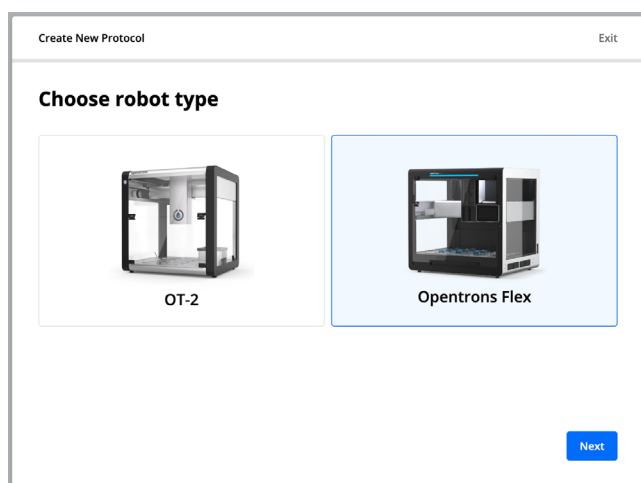 Create New Protocol
Exit
Choose robot type
OT-2
Opentrons Flex
Next